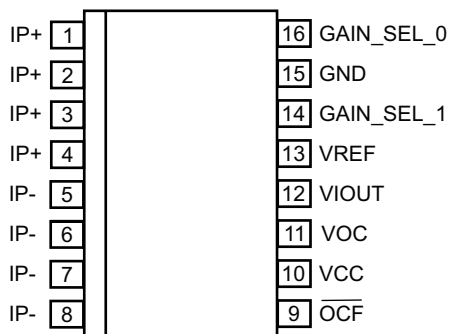 IP+ 1 16 GAIN_SEL_0
IP+ 2 15 GND
IP+ 3 14 GAIN_SEL_1
IP+ 4 13 VREF
IP- 5 12 VIOUT
IP- 6 11 VOC
IP- 7 10 VCC
IP- 8 9 O̅C̅F̅